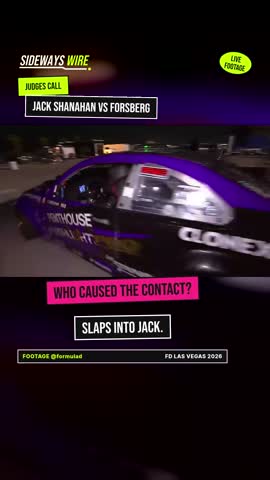 SIDEWAYS WIRE.
LIVE
FOOTAGE
JUDGES CALL
JACK SHANAHAN VS FORSBERG
PENTHOUSE
CLONEX
WHO CAUSED THE CONTACT?
SLAPS INTO JACK.
FOOTAGE @formulad
FD LAS VEGAS 2026